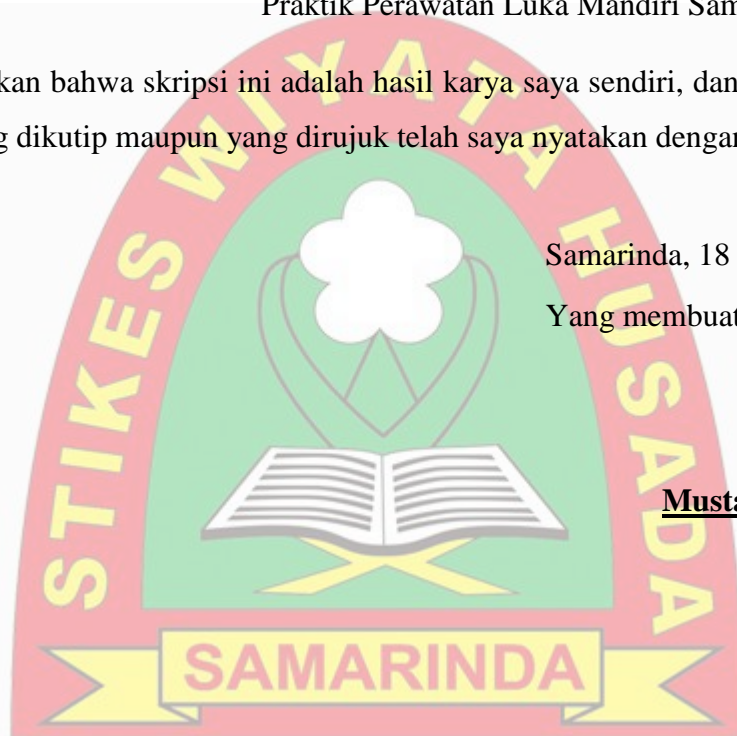 Praktik Perawatan Luka Mandiri Sam
kan bahwa skripsi ini adalah hasil karya saya sendiri, dan
g dikutip maupun yang dirujuk telah saya nyatakan dengan
Samarinda, 18
Yang membuat
Musta
STIKES WIYATA HUSADA
SAMARINDA